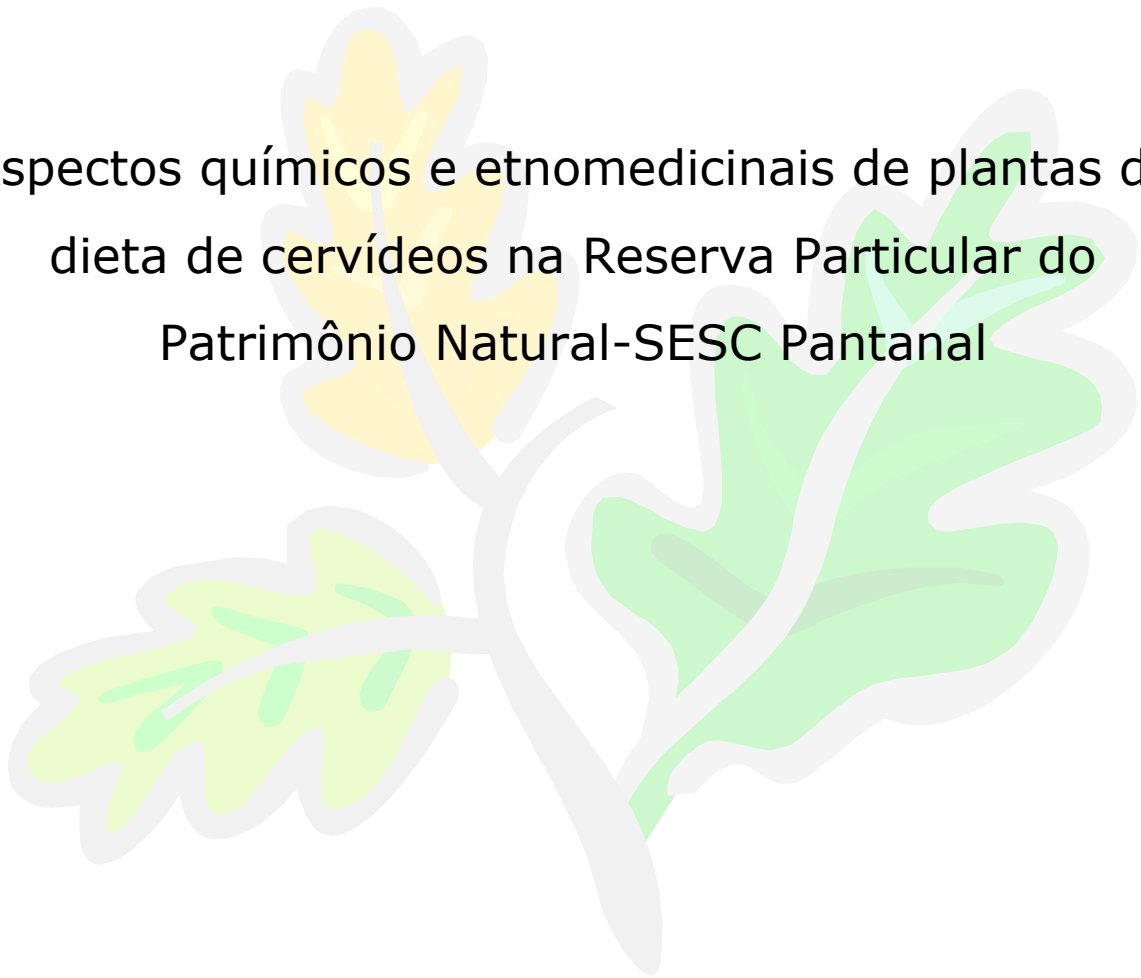 spectos químicos e etnomedicinais de plantas d
dieta de cervídeos na Reserva Particular do
Patrimônio Natural-SESC Pantanal